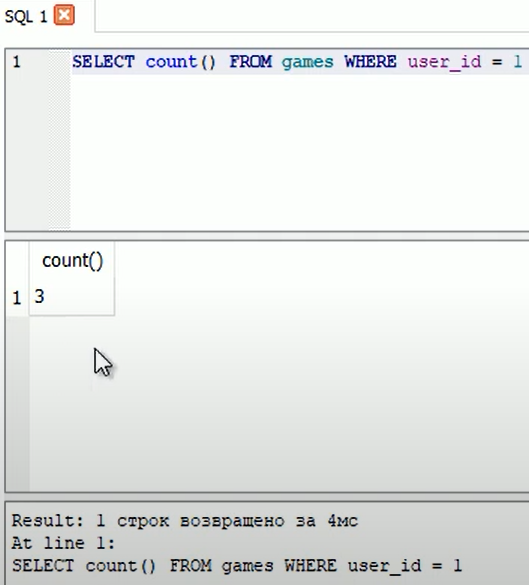 SQL 1
1 SELECT count() FROM games WHERE user_id = 1
count()
1 3
Result: 1 строк возвращено за 4мс
At line 1:
SELECT count() FROM games WHERE user_id = 1